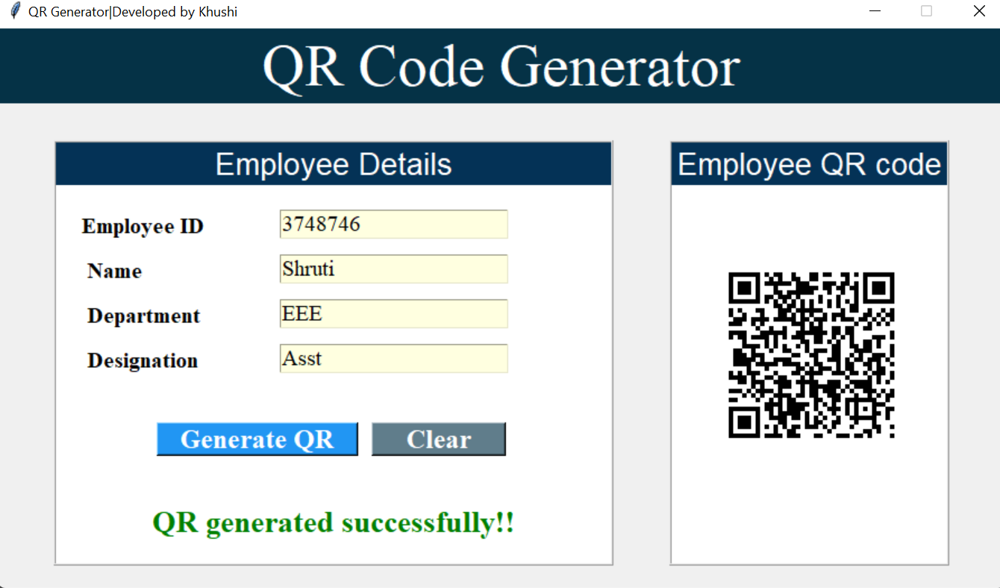 QR Generator|Developed by Khushi
QR Code Generator
Employee Details
Employee ID 3748746
Name Shruti
Department EEE
Designation Asst
Generate QR Clear
QR generated successfully!!
Employee QR code